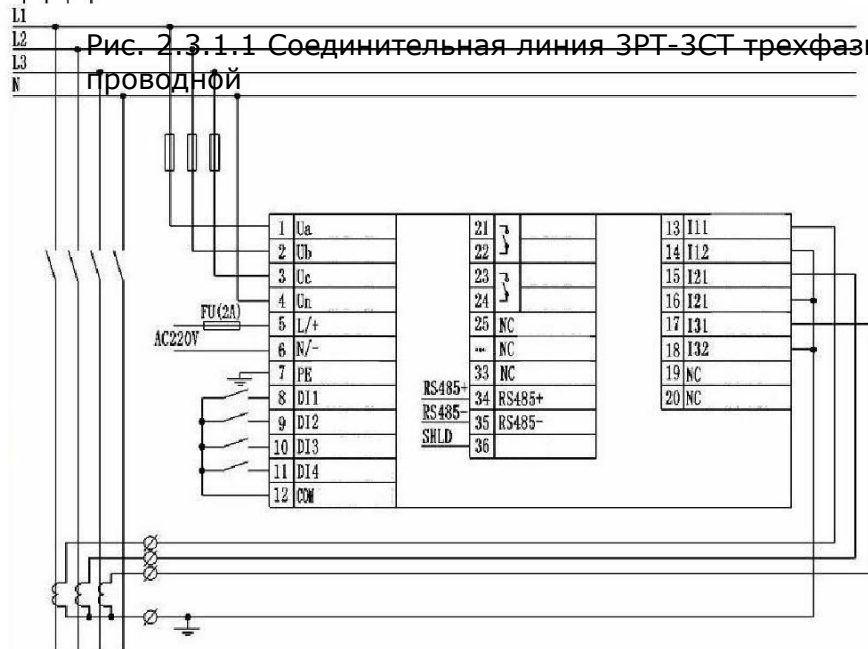 L1
L2
Рис. 2.3.1.1 Соединительная линия 3РТ-3СТ
L3
проводной
N
1 Ua
2 Ub
3 Uc
4 Un
FU(2A)
5 L/+
AC220V
6 N/-
7 PE
8 DI1
9 DI2
10 DI3
11 DI4
12 COM
21
22
23
24
25 NC
... NC
33 NC
RS485+
34 RS485+
RS485-
35 RS485-
SHLD
36
13 I11
14 I12
15 I21
16 I21
17 I31
18 I32
19 NC
20 NC